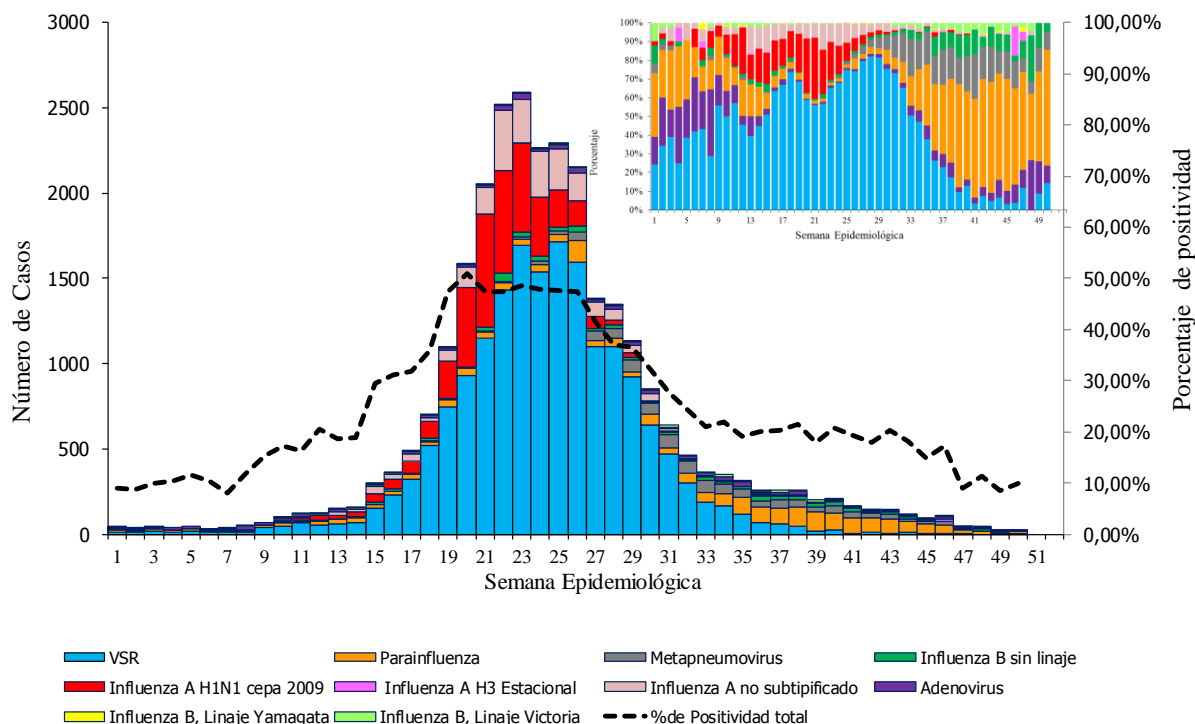 3000
2500
2000
1500
1000
500
0
Número de Casos
100,00%
90,00%
80,00%
70,00%
60,00%
50,00%
40,00%
30,00%
20,00%
10,00%
0,00%
Porcentaje de positividad
1 3 5 7 9 11 13 15 17 19 21 23 25 27 29 31 33 35 37 39 41 43 45 47 49 51
Semana Epidemiológica
100%
90%
80%
70%
60%
50%
40%
30%
20%
10%
0%
Porcentaje
1 5 9 13 17 21 25 29 33 37 41 45 49
Semana Epidemiológica
VSR Parainfluenza Metapneumovirus Influenza B sin linaje
Influenza A H1N1 cepa 2009 Influenza A H3 Estacional Influenza A no subtipificado Adenovirus
Influenza B, Linaje Yamagata Influenza B, Linaje Victoria %de Positividad total